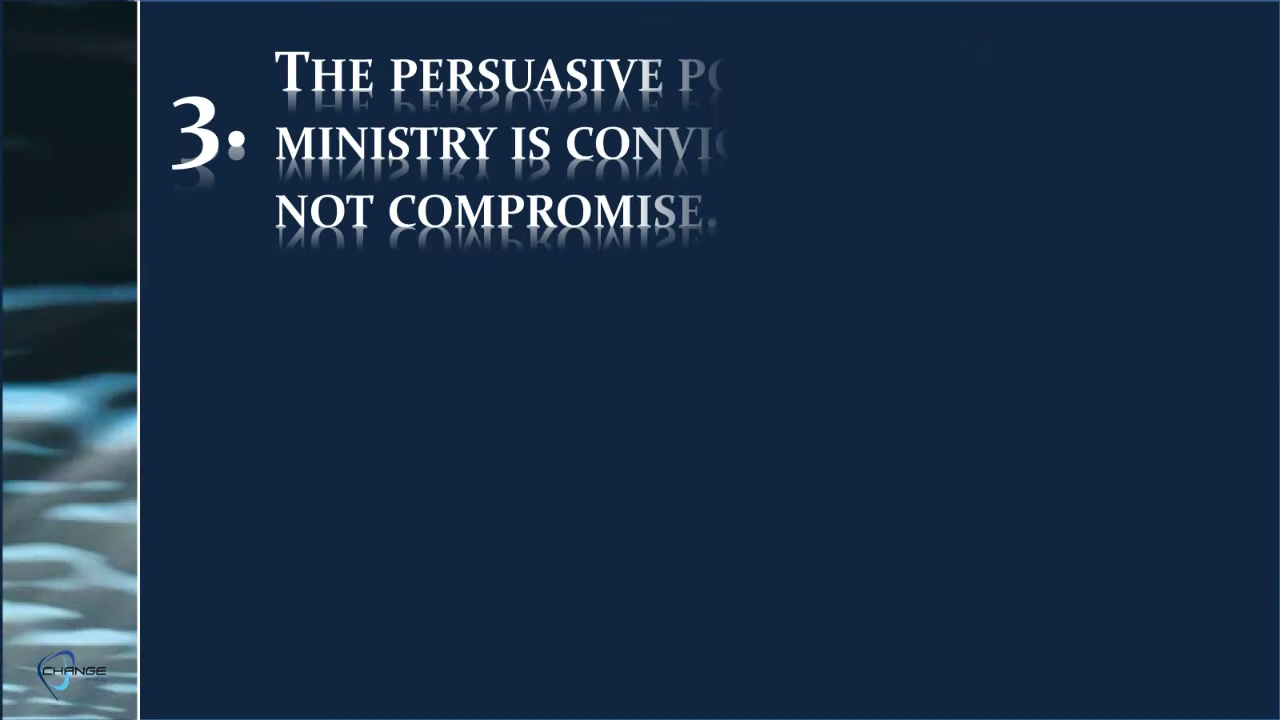 3. The persuasive
ministry is
not compromise.
CHANGE